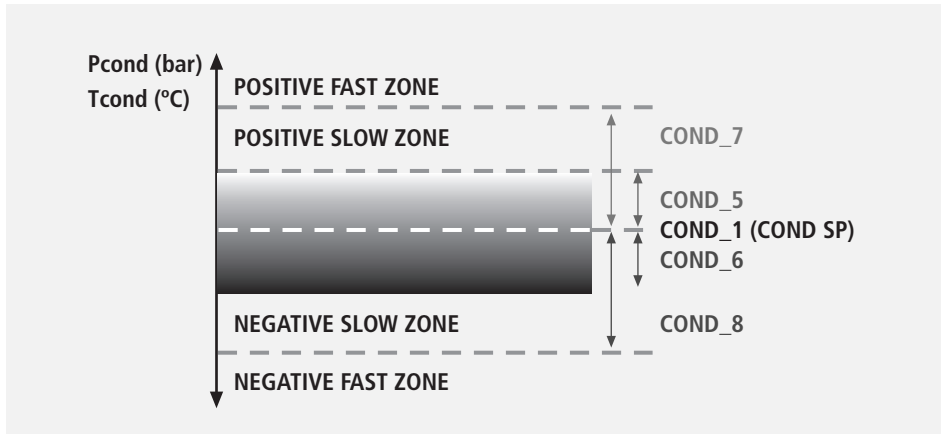 Pcond (bar)
Tcond (ºC)
POSITIVE FAST ZONE
POSITIVE SLOW ZONE
COND_7
COND_5
COND_1 (COND SP)
COND_6
NEGATIVE SLOW ZONE
COND_8
NEGATIVE FAST ZONE